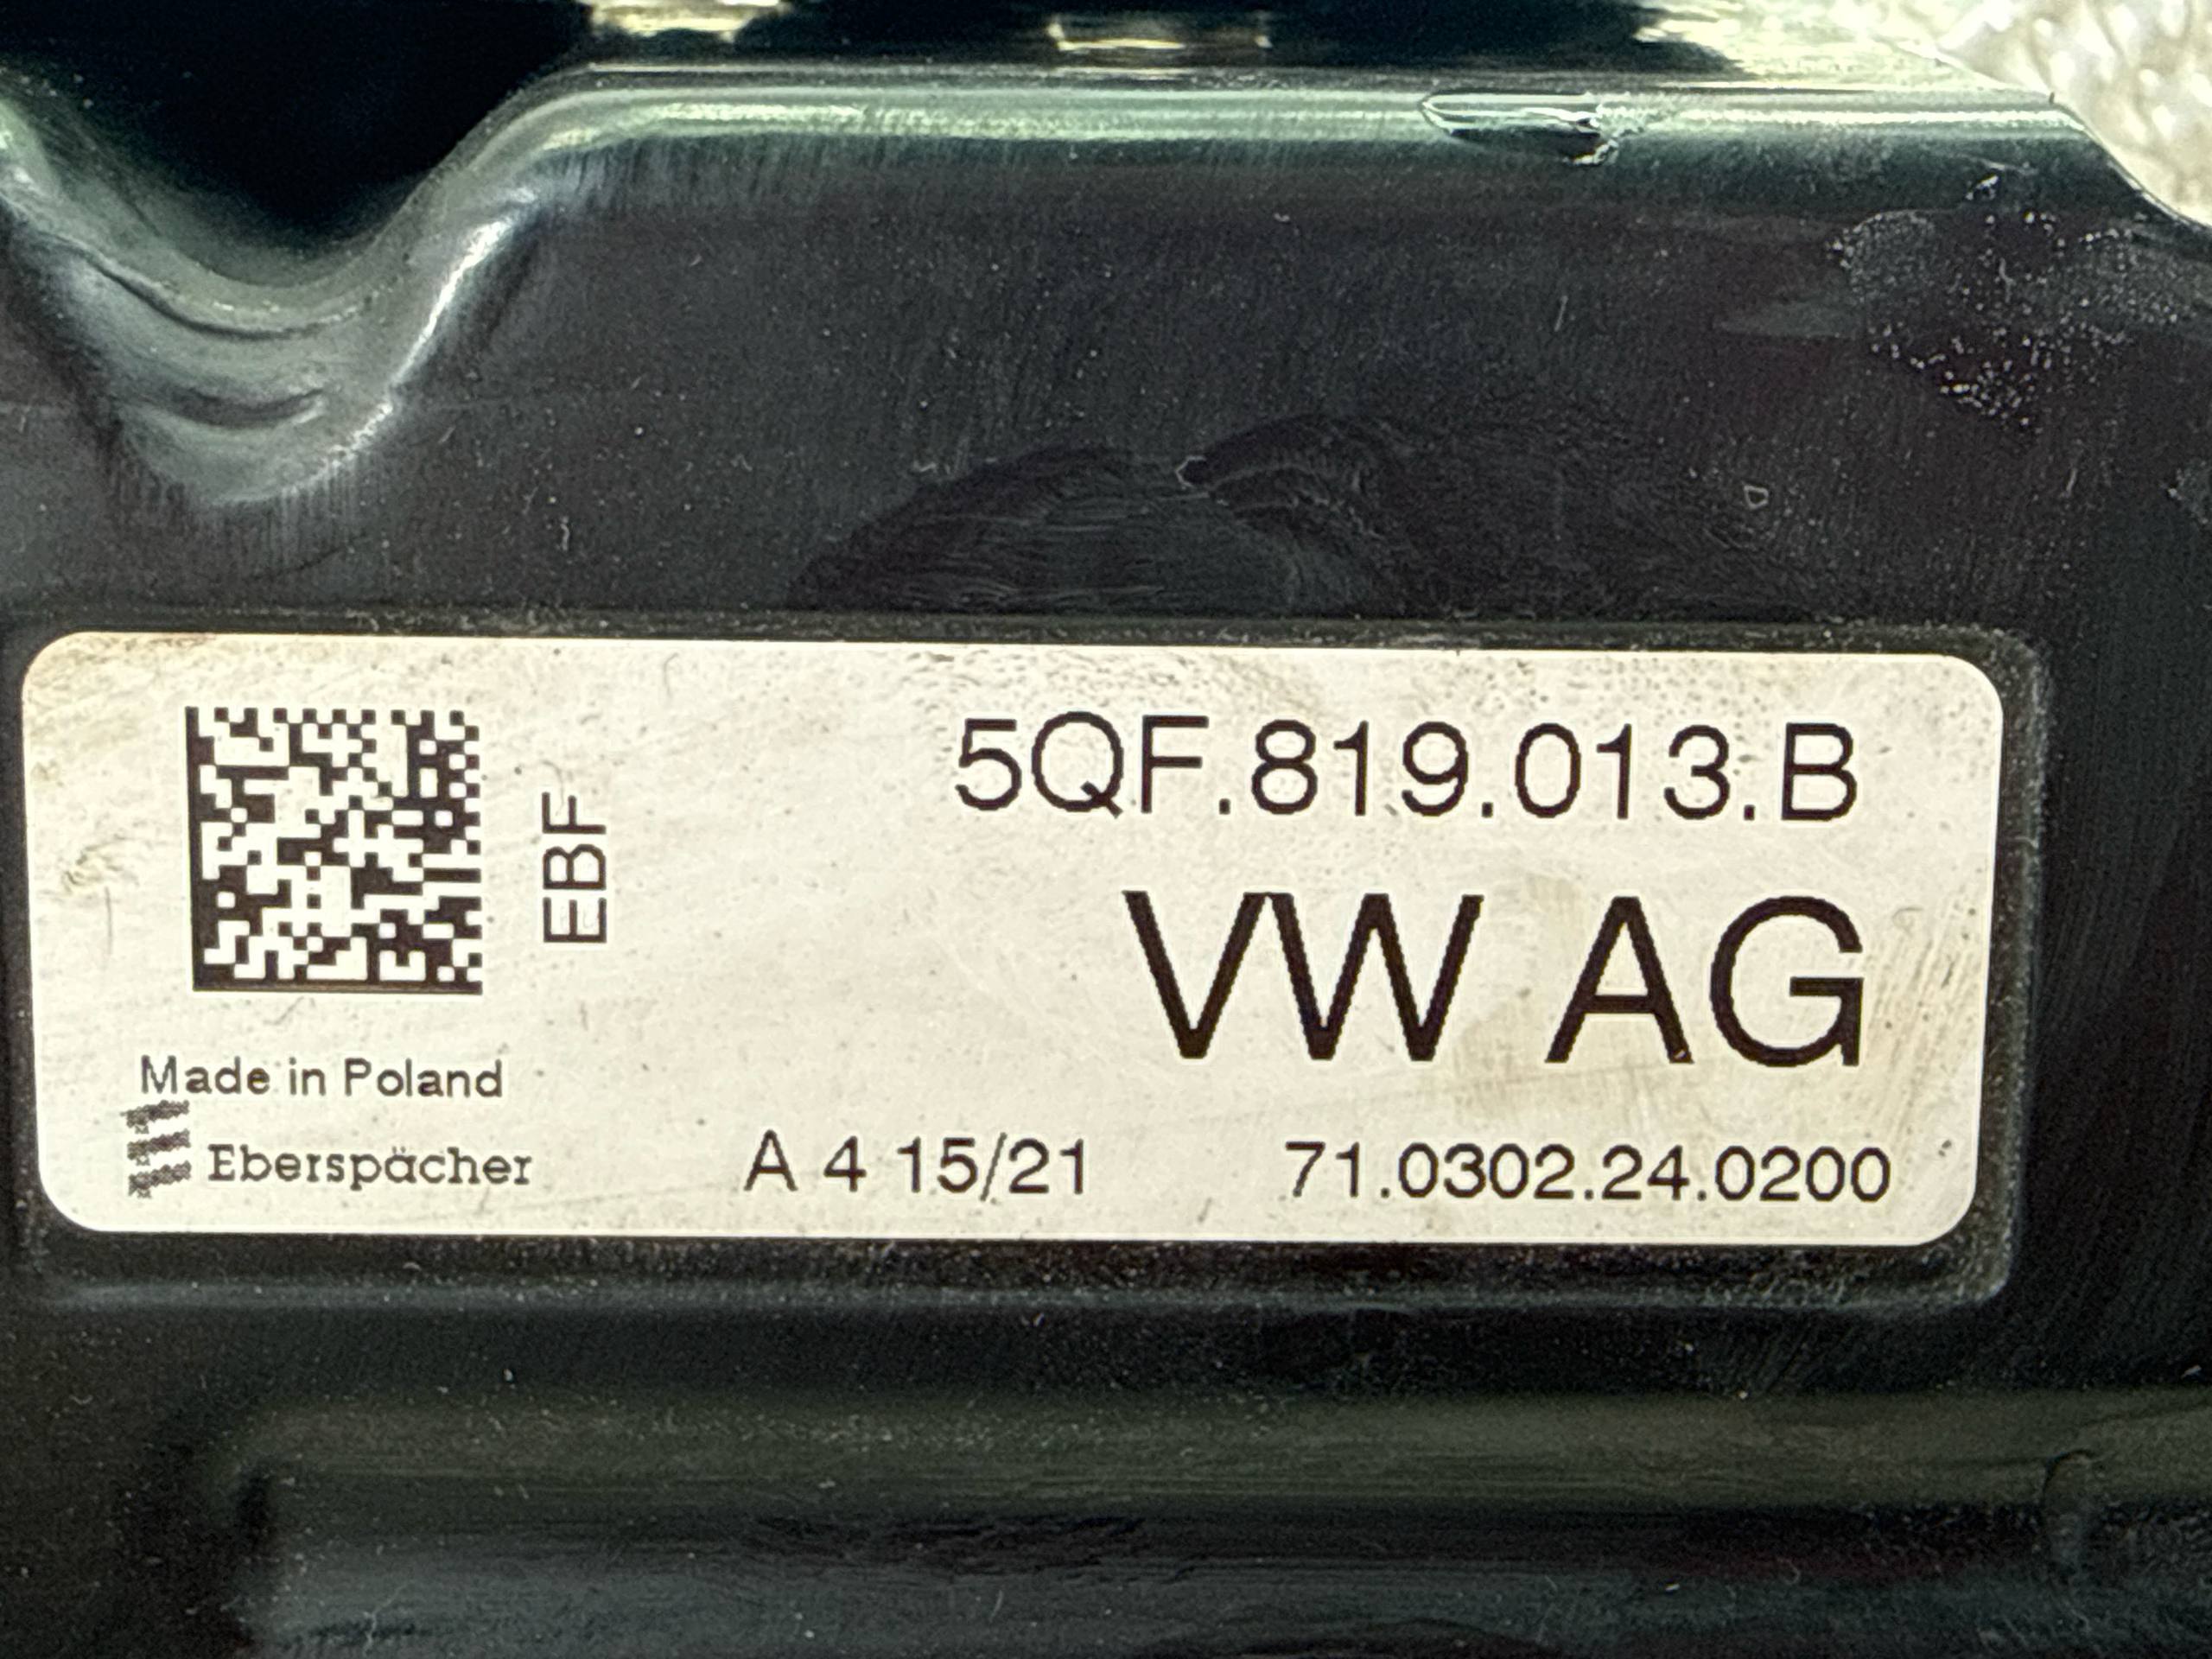 5QF.819.013.B
EBF
VW AG
Made in Poland
Eberspächer
A 4 15/21
71.0302.24.0200